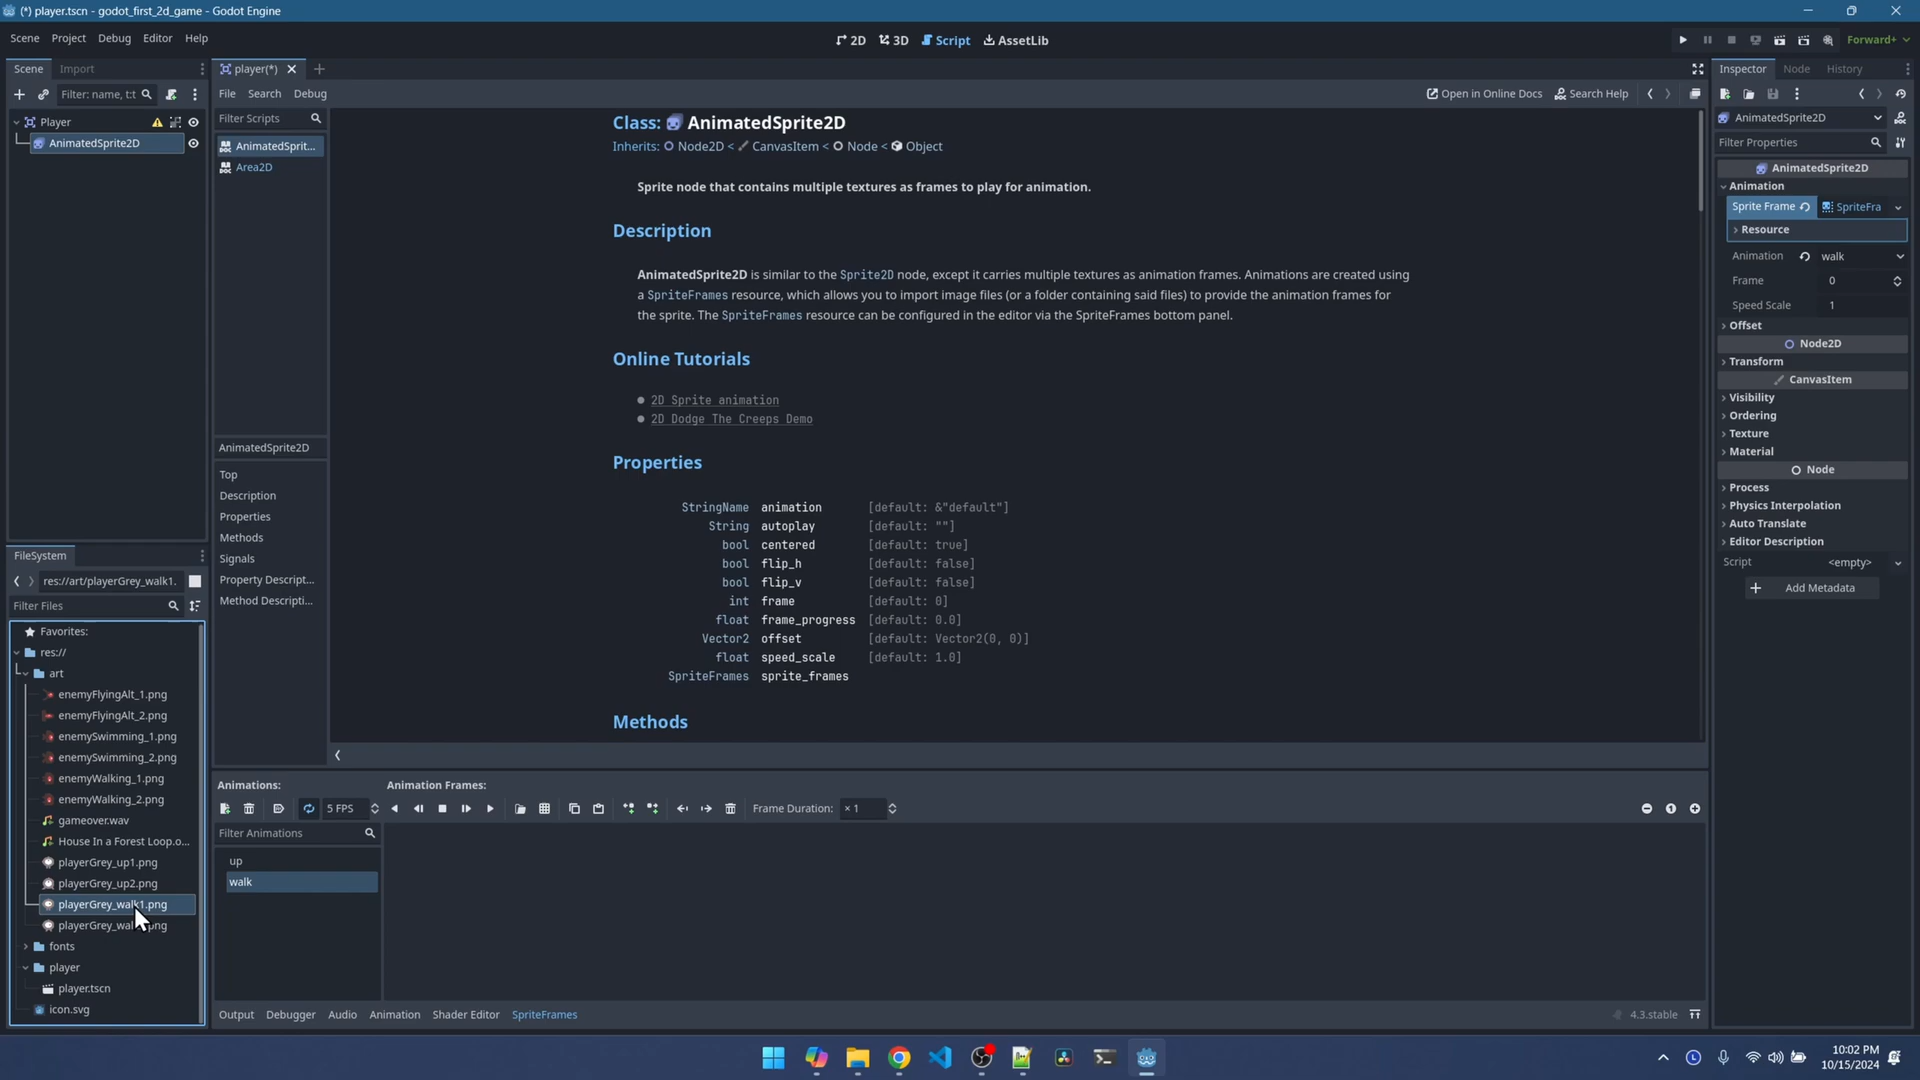 (*) player.tscn - godot_first_2d_game - Godot Engine
Scene Project Debug Editor Help
2D 3D Script AssetLib
Forward+
Scene Import
Filter: name, t:t
Player
AnimatedSprite2D
player(*)
File Search Debug
Open in Online Docs Search Help
Filter Scripts
AnimatedSprit...
Area2D
AnimatedSprite2D
Top
Description
Properties
Methods
Signals
Property Descript...
Method Descripti...
Class: AnimatedSprite2D
Inherits: Node2D < CanvasItem < Node < Object
Sprite node that contains multiple textures as frames to play for animation.
Description
AnimatedSprite2D is similar to the Sprite2D node, except it carries multiple textures as animation frames. Animations are created using
a SpriteFrames resource, which allows you to import image files (or a folder containing said files) to provide the animation frames for
the sprite. The SpriteFrames resource can be configured in the editor via the SpriteFrames bottom panel.
Online Tutorials
2D Sprite animation
2D Dodge The Creeps Demo
Properties
StringName animation [default: &"default"]
String autoplay [default: ""]
bool centered [default: true]
bool flip_h [default: false]
bool flip_v [default: false]
int frame [default: 0]
float frame_progress [default: 0.0]
Vector2 offset [default: Vector2(0, 0)]
float speed_scale [default: 1.0]
SpriteFrames sprite_frames
Methods
FileSystem
res://art/playerGrey_walk1.
Filter Files
Favorites:
res://
art
enemyFlyingAlt_1.png
enemyFlyingAlt_2.png
enemySwimming_1.png
enemySwimming_2.png
enemyWalking_1.png
enemyWalking_2.png
gameover.wav
House In a Forest Loop.o...
playerGrey_up1.png
playerGrey_up2.png
playerGrey_walk1.png
playerGrey_wa png
fonts
player
player.tscn
icon.svg
Animations: Animation Frames:
5 FPS Frame Duration: × 1
Filter Animations
up
walk
Output Debugger Audio Animation Shader Editor SpriteFrames 4.3.stable
Inspector Node History
AnimatedSprite2D
Filter Properties
AnimatedSprite2D
Animation
Sprite Frame SpriteFra
Resource
Animation walk
Frame 0
Speed Scale 1
Offset
Node2D
Transform
CanvasItem
Visibility
Ordering
Texture
Material
Node
Process
Physics Interpolation
Auto Translate
Editor Description
Script <empty>
Add Metadata
10:02 PM
10/15/2024